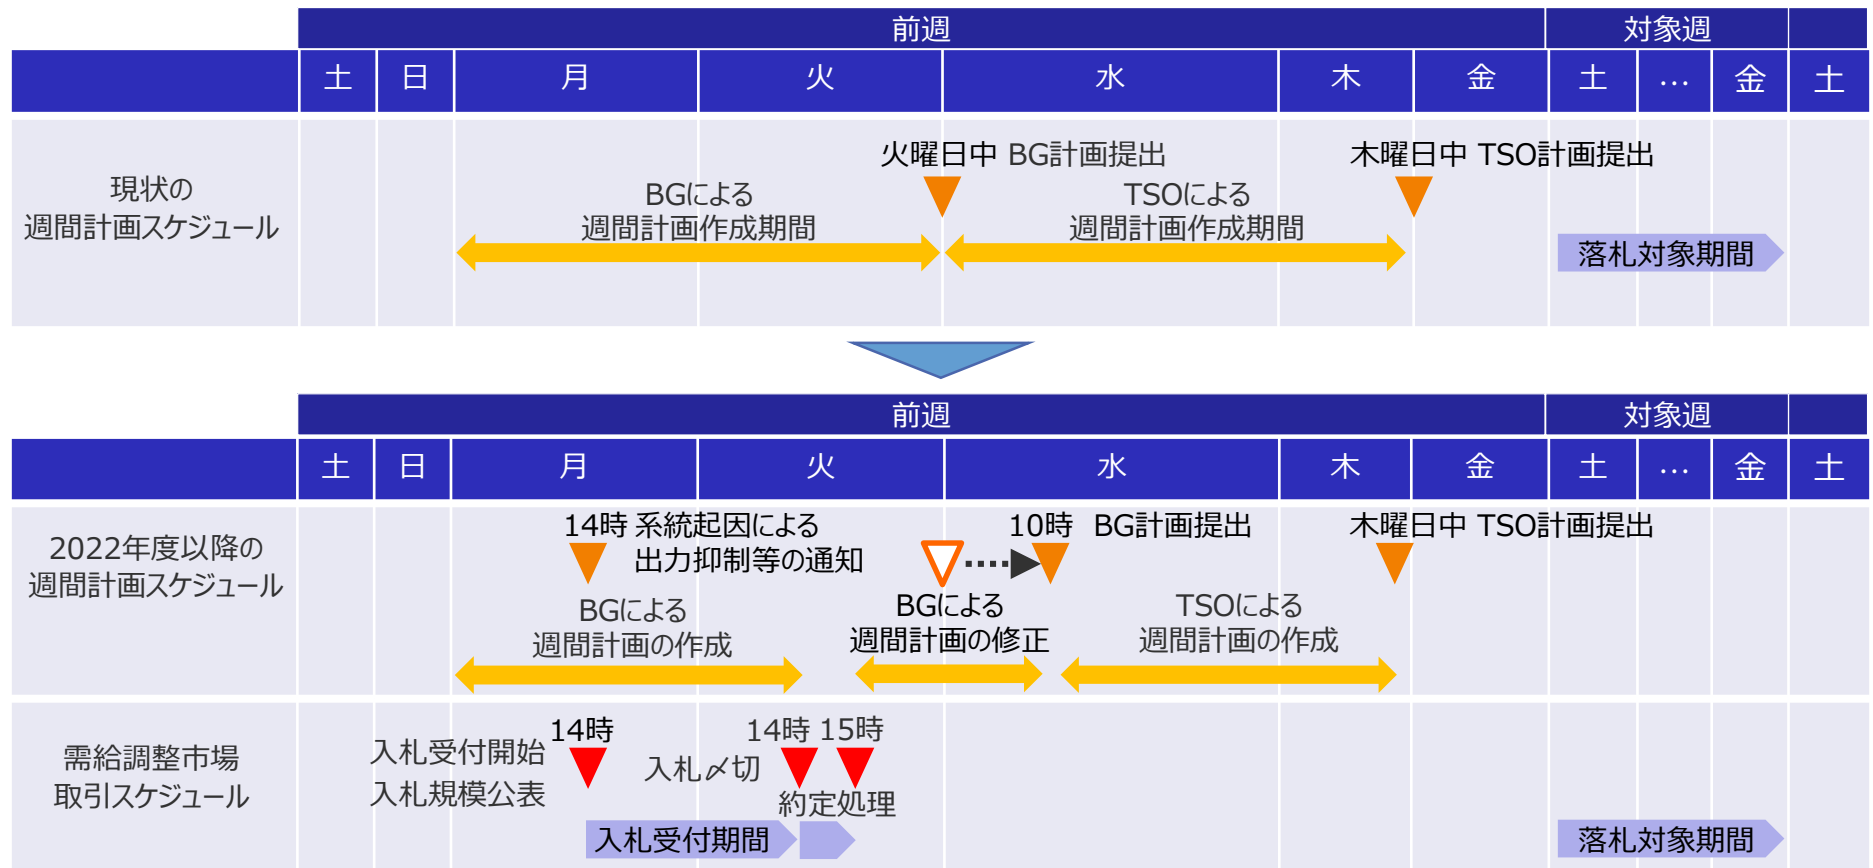 前週
対象週
土
日
月
火
水
木
金
土
…
金
土
現状の
週間計画スケジュール
火曜日中 BG計画提出
木曜日中 TSO計画提出
BGによる
週間計画作成期間
TSOによる
週間計画作成期間
落札対象期間
前週
対象週
土
日
月
火
水
木
金
土
…
金
土
2022年度以降の
週間計画スケジュール
14時 系統起因による
出力抑制等の通知
10時 BG計画提出
木曜日中 TSO計画提出
BGによる
週間計画の作成
BGによる
週間計画の修正
TSOによる
週間計画の作成
需給調整市場
取引スケジュール
入札受付開始
入札規模公表
14時
入札〆切
14時
15時
約定処理
入札受付期間
落札対象期間